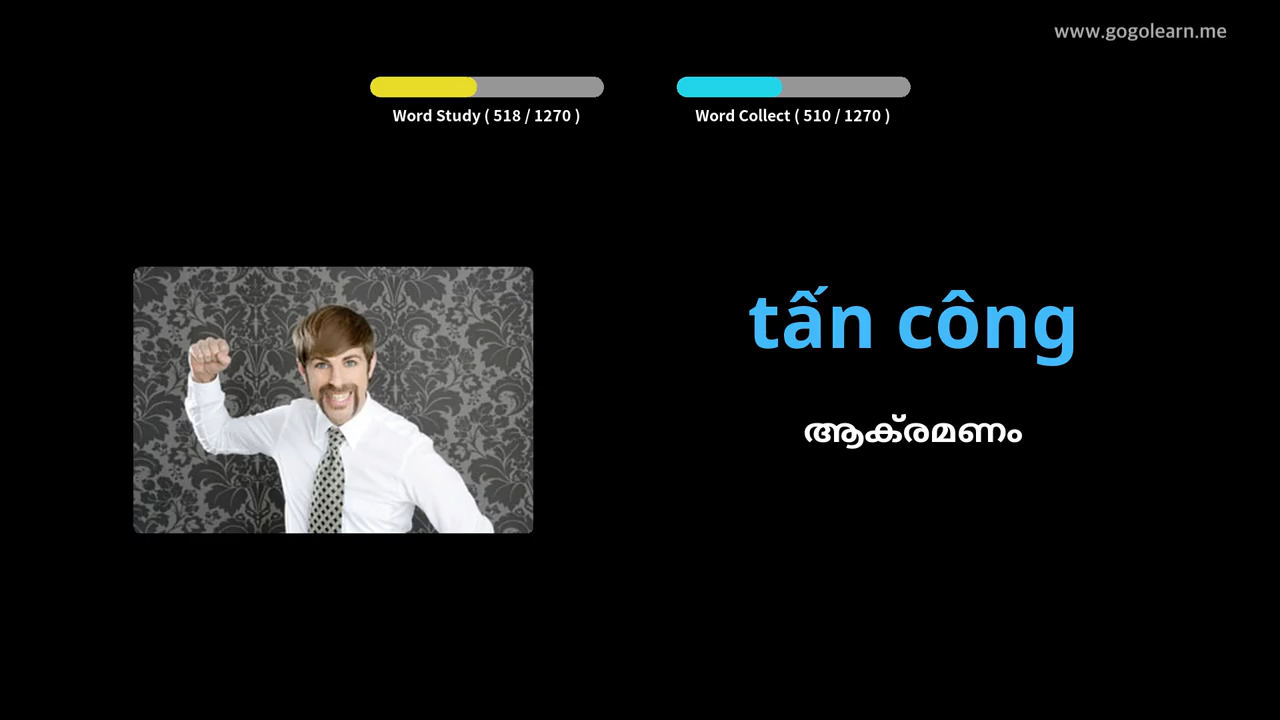 www.gogolearn.me
Word Study ( 518 / 1270 )
Word Collect ( 510 / 1270 )
tấn công
ആക്രമണം